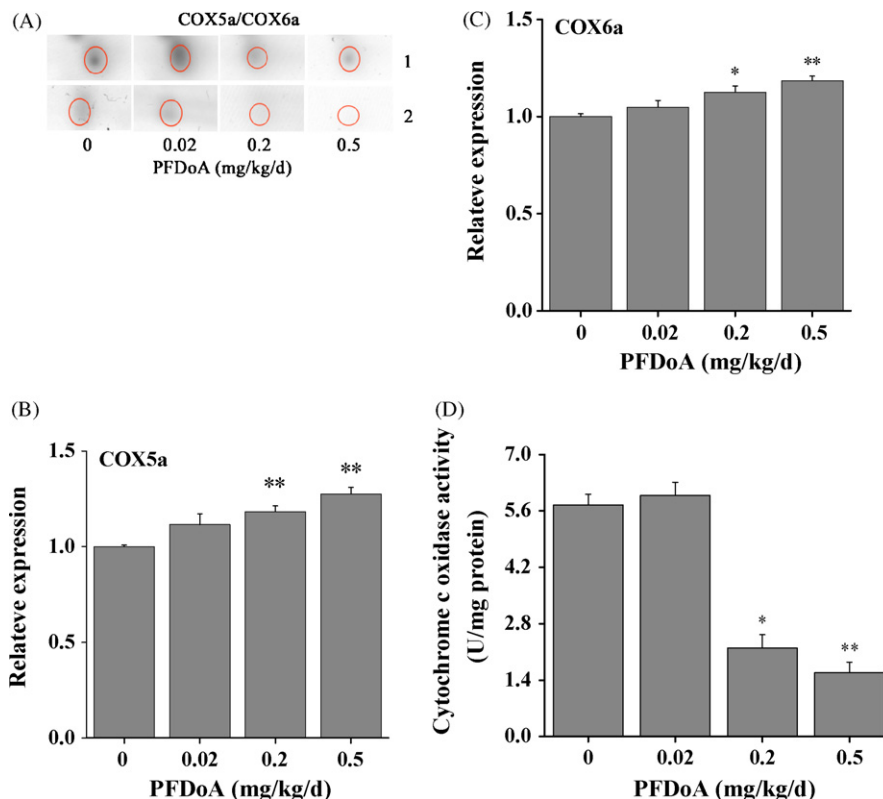 (A)
COX5a/COX6a
1
2
0 0.02 0.2 0.5
PFDoA (mg/kg/d)
(C)
COX6a
Relateve expression
1.5
1.0
0.5
0.0
* **
0 0.02 0.2 0.5
PFDoA (mg/kg/d)
(B)
COX5a
Relateve expression
1.5
1.0
0.5
0.0
** **
0 0.02 0.2 0.5
PFDoA (mg/kg/d)
(D)
Cytochrome c oxidase activity
(U/mg protein)
7.0
5.6
4.2
2.8
1.4
0.0
* **
0 0.02 0.2 0.5
PFDoA (mg/kg/d)